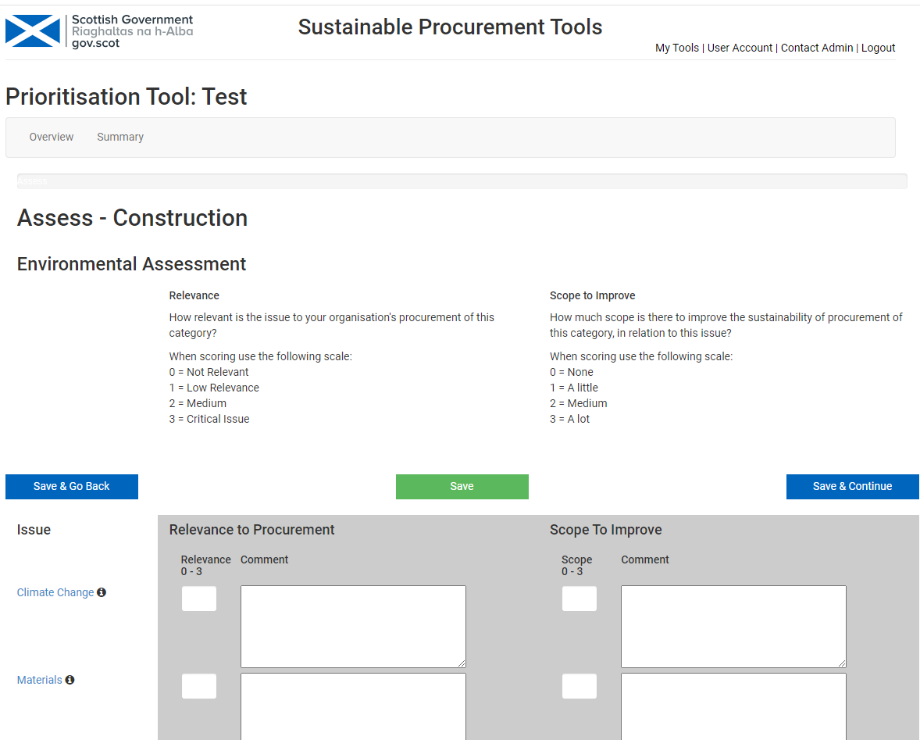 Scottish Government
Riaghaltas na h-Alba
gov.scot
Sustainable Procurement Tools
My Tools | User Account | Contact Admin | Logout
Prioritisation Tool: Test
Overview Summary
Assess - Construction
Environmental Assessment
Relevance
How relevant is the issue to your organisation's procurement of this
category?
When scoring use the following scale:
0 = Not Relevant
1 = Low Relevance
2 = Medium
3 = Critical Issue
Scope to Improve
How much scope is there to improve the sustainability of procurement of
this category, in relation to this issue?
When scoring use the following scale:
0 = None
1 = A little
2 = Medium
3 = A lot
Save & Go Back
Save
Save & Continue
Issue
Relevance to Procurement
Scope To Improve
Relevance
0 - 3
Comment
Scope
0 - 3
Comment
Climate Change
Materials